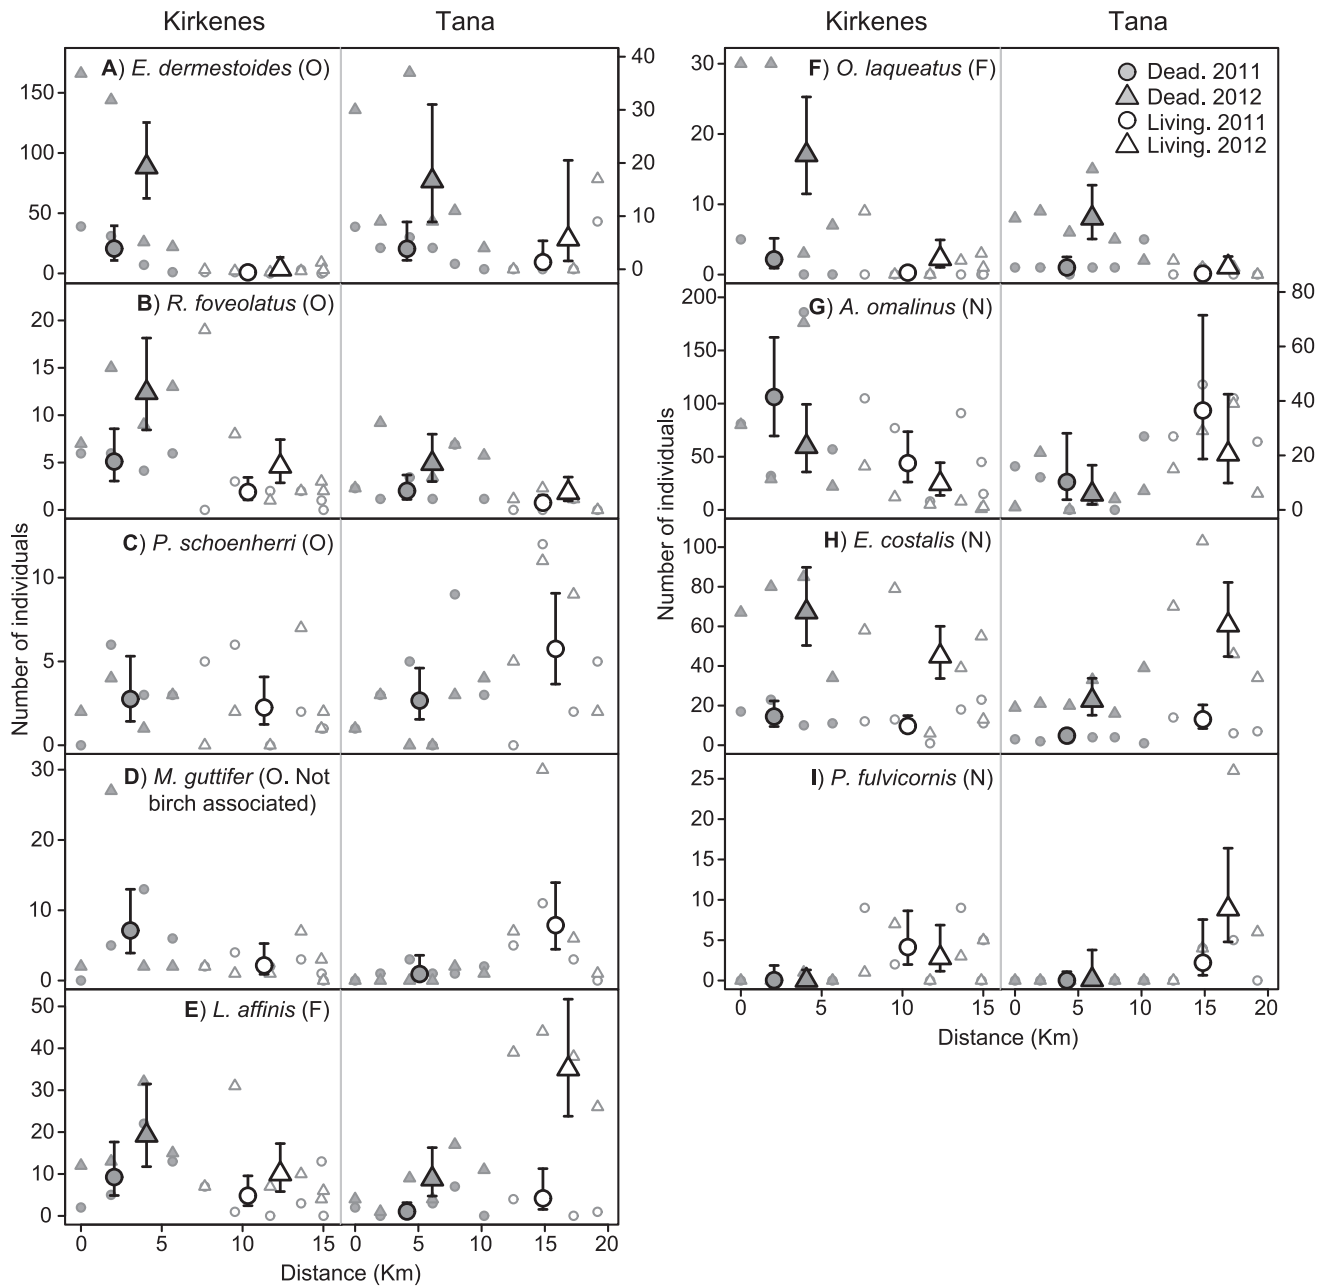 Kirkenes
Tana
Kirkenes
Tana
A) E. dermestoides (O)
150
100
50
0
40
30
20
10
0
B) R. foveolatus (O)
20
15
10
5
0
C) P. schoenherri (O)
10
5
0
D) M. guttifer (O. Not
birch associated)
30
20
10
0
E) L. affinis (F)
50
40
30
20
10
0
Number of individuals
0 5 10 15
0 5 10 15 20
Distance (Km)
F) O. laqueatus (F)
30
20
10
0
Dead. 2011
Dead. 2012
Living. 2011
Living. 2012
G) A. omalinus (N)
200
150
100
50
0
80
60
40
20
0
H) E. costalis (N)
100
80
60
40
20
0
I) P. fulvicornis (N)
25
20
15
10
5
0
Number of individuals
0 5 10 15
0 5 10 15 20
Distance (Km)